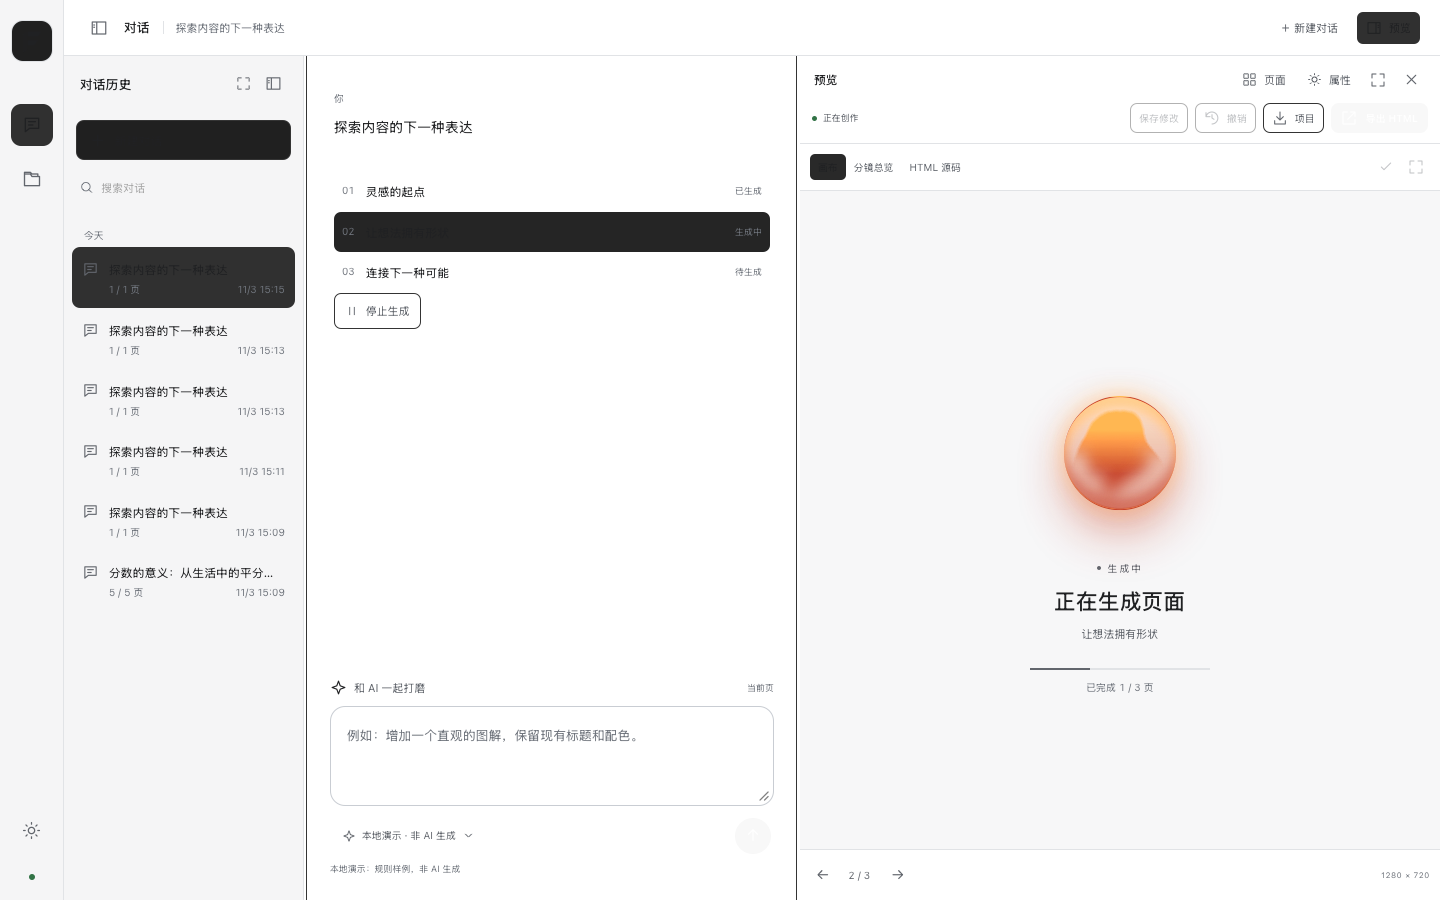 对话
探索内容的下一种表达
+ 新建对话
预览
对话历史
搜索对话
今天
探索内容的下一种表达
1 / 1 页
11/3 15:15
探索内容的下一种表达
1 / 1 页
11/3 15:13
探索内容的下一种表达
1 / 1 页
11/3 15:13
探索内容的下一种表达
1 / 1 页
11/3 15:11
探索内容的下一种表达
1 / 1 页
11/3 15:09
分数的意义：从生活中的平分...
5 / 5 页
11/3 15:09
你
探索内容的下一种表达
01 灵感的起点 已生成
02 生成中
03 连接下一种可能 待生成
停止生成
和 AI 一起打磨
当前页
例如：增加一个直观的图解，保留现有标题和配色。
本地演示 · 非 AI 生成
本地演示：规则样例，非 AI 生成
预览
页面
属性
正在创作
保存修改
撤销
项目
分镜总览
HTML 源码
生成中
正在生成页面
让想法拥有形状
已完成 1 / 3 页
2 / 3
1280 × 720